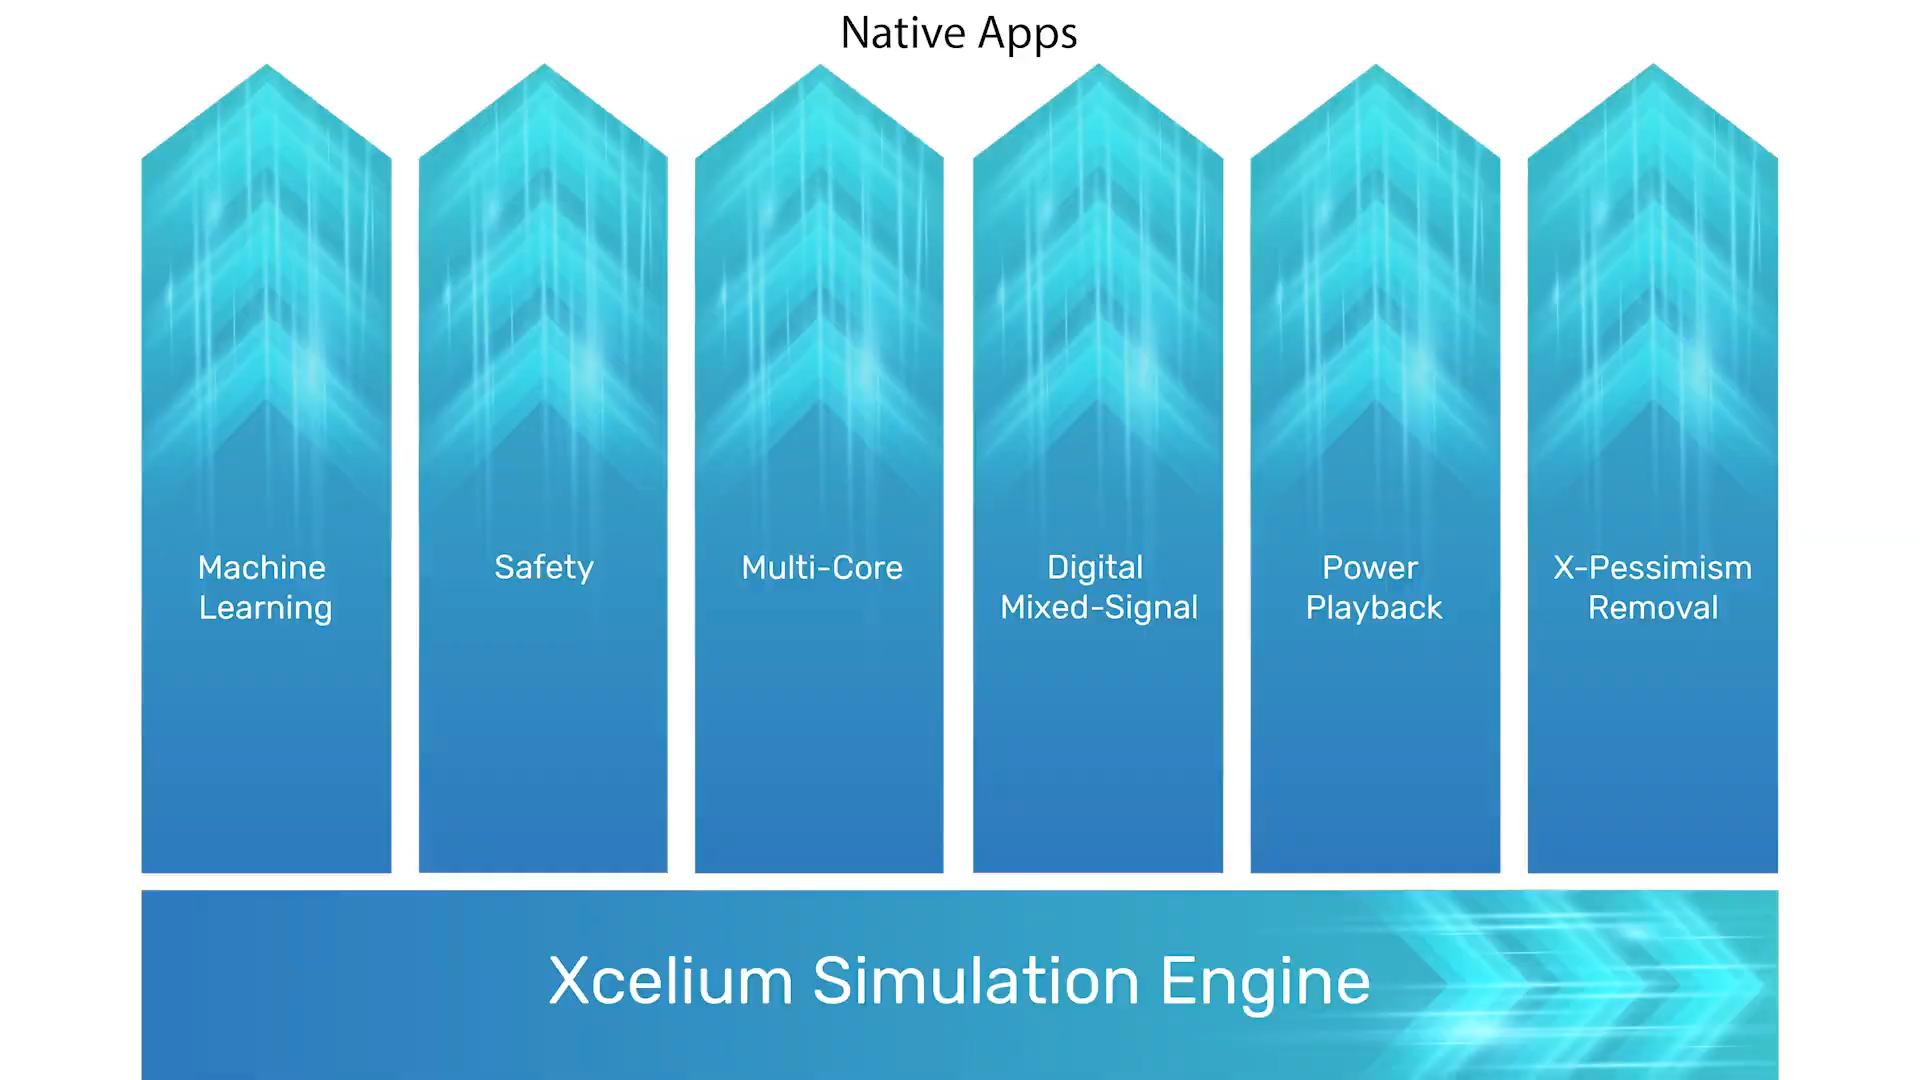 Native Apps
Machine
Learning
Safety
Multi-Core
Digital
Mixed-Signal
Power
Playback
X-Pessimism
Removal
Xcelium Simulation Engine